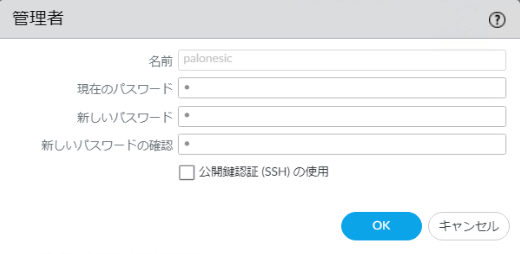 管理者
名前 palonesic
現在のパスワード •
新しいパスワード •
新しいパスワードの確認 •
公開鍵認証 (SSH) の使用
OK キャンセル